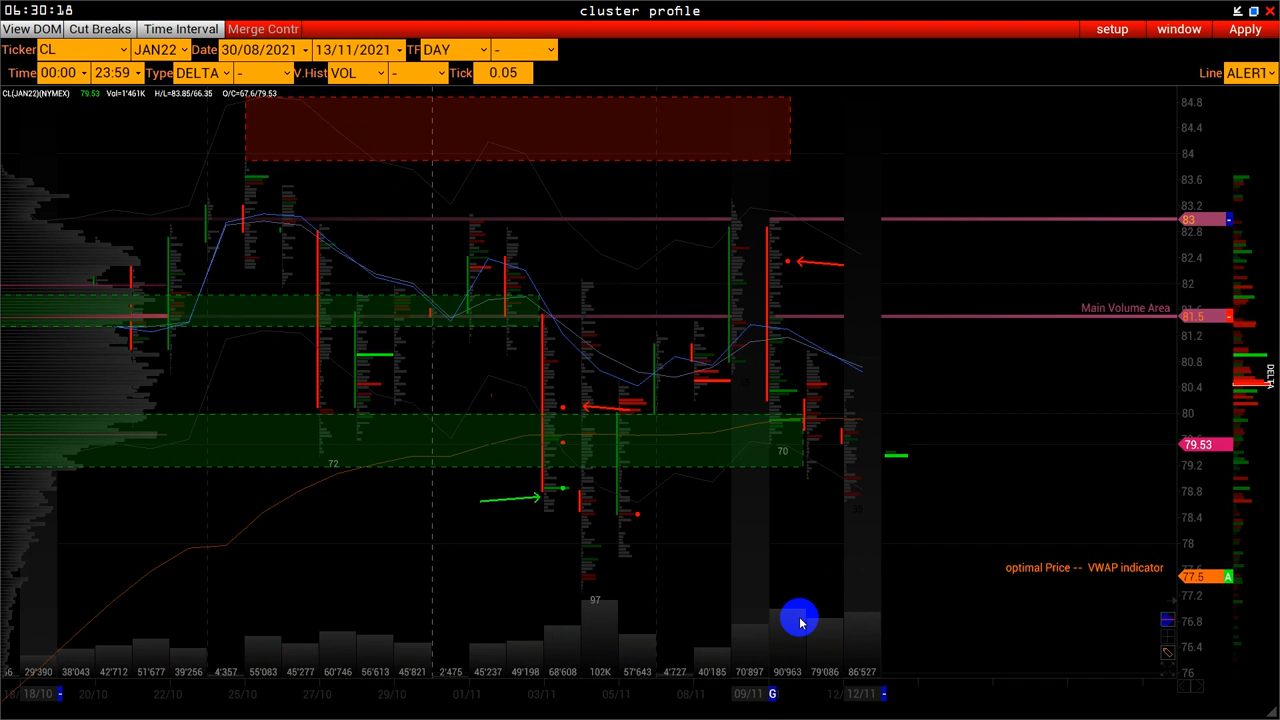 06:30:18
cluster profile
View DOM Cut Breaks Time Interval Merge Contr
setup window Apply
Ticker CL JAN22 Date 30/08/2021 13/11/2021 TF DAY -
Time 00:00 23:59 Type DELTA - V.Hist VOL - Tick 0.05
Line ALERT
CL(JAN22)(NYMEX) 79.53 Vol=1'461K H/L=83.85/66.35 O/C=67.6/79.53
84.8
84.4
84
83.6
83.2
83 -
82.8
82.4
82
Main Volume Area
81.5 -
81.2
80.8
DELTA
80.4
80
70
79.53
72
79.2
78.8
78.4
78
optimal Price -- VWAP indicator
77.5 A
77.2
97
76.8
76.4
76
29'390 38'043 42'712 51'677 39'256 4'357 55'083 45'277 60'746 56'613 45'821 2'475 45'237 49'198 68'608 102K 57'643 4'727 40'185 70'897 90'963 79'086 86'527
18/10 - 20/10 22/10 25/10 27/10 29/10 01/11 03/11 05/11 08/11 09/11 G 12/11 -